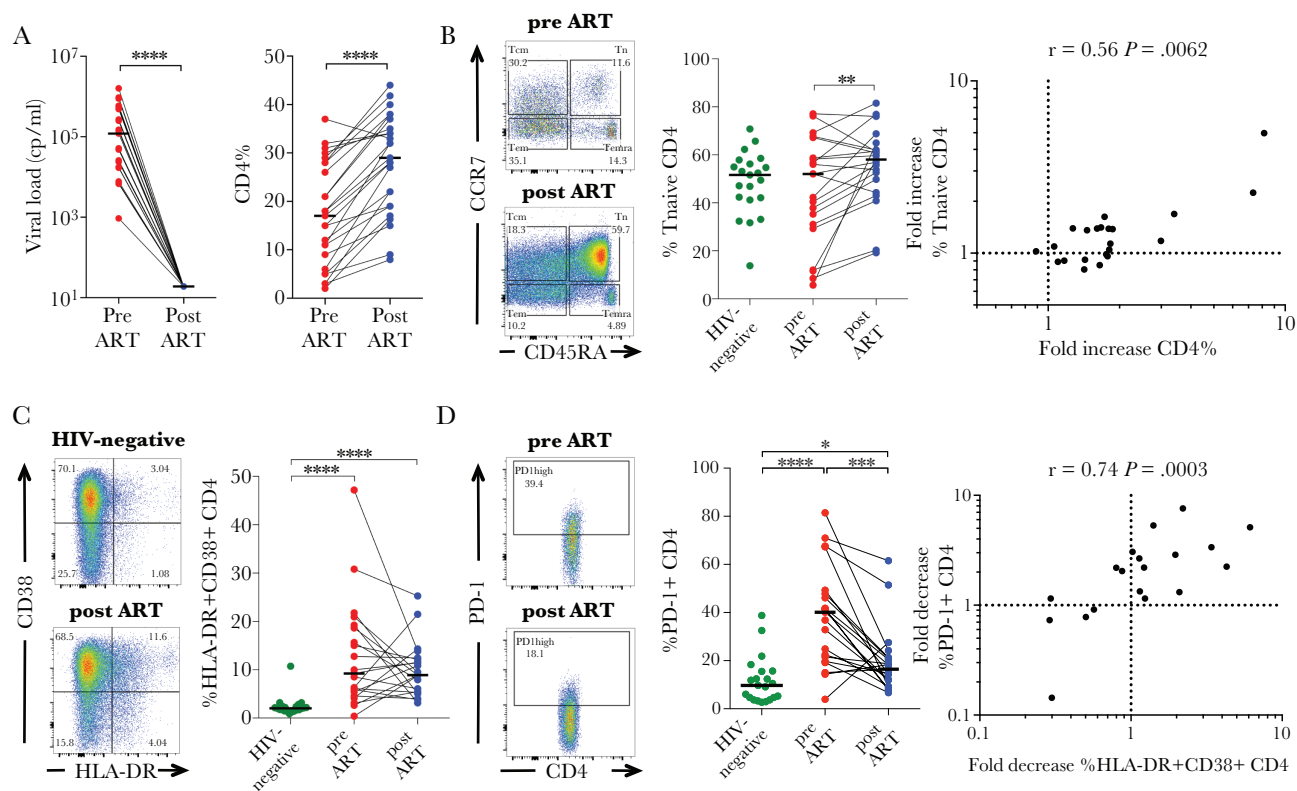 A
Viral load (cp/ml)
10⁷
10⁵
10³
10¹
****
Pre
ART
Post
ART
CD4%
50
40
30
20
10
0
****
Pre
ART
Post
ART
B
pre ART
Tcm
30.2
Tn
11.6
Tem
35.1
Temra
14.3
post ART
Tcm
18.3
Tn
59.7
Tem
10.2
Temra
4.89
CCR7
CD45RA
% Tnaive CD4
100
80
60
40
20
0
**
HIV-
negative
pre
ART
post
ART
r = 0.56 P = .0062
Fold increase
% Tnaive CD4
10
1
1
10
Fold increase CD4%
C
HIV-negative
70.1
3.04
25.7
1.08
post ART
68.5
11.6
15.8
4.04
CD38
HLA-DR
%HLA-DR+CD38+ CD4
50
40
30
20
10
0
****
****
HIV-
negative
pre
ART
post
ART
D
pre ART
PD1high
39.4
post ART
PD1high
18.1
PD-1
CD4
%PD-1+ CD4
100
80
60
40
20
0
*
****
***
HIV-
negative
pre
ART
post
ART
r = 0.74 P = .0003
Fold decrease
%PD-1+ CD4
10
1
0.1
0.1
1
10
Fold decrease %HLA-DR+CD38+ CD4